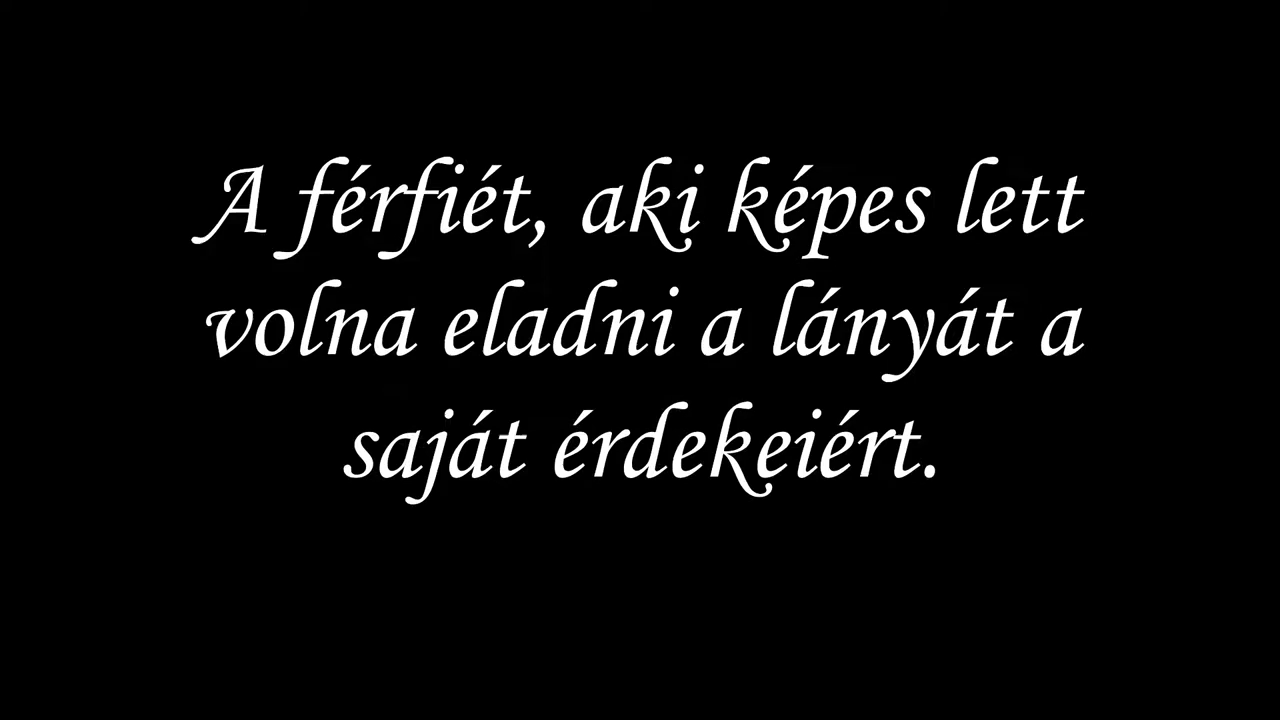 A férfiét, aki képes lett
volna eladni a lányát a
saját érdekeiért.